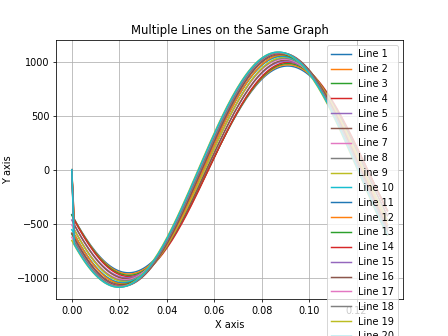 Multiple Lines on the Same Graph
1000
500
0
−500
−1000
Y axis
0.00
0.02
0.04
0.06
0.08
0.10
X axis
Line 1
Line 2
Line 3
Line 4
Line 5
Line 6
Line 7
Line 8
Line 9
Line 10
Line 11
Line 12
Line 13
Line 14
Line 15
Line 16
Line 17
Line 18
Line 19
Line 20